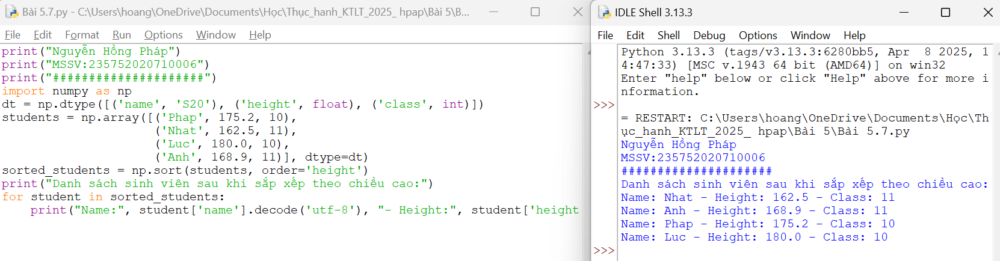 Bài 5.7.py - C:\Users\hoang\OneDrive\Documents\Học\Thực_hanh_KTLT_2025_ hpap\Bài 5\B...
File Edit Format Run Options Window Help
print("Nguyễn Hồng Pháp")
print("MSSV:235752020710006")
print("#####################")
import numpy as np
dt = np.dtype([('name', 'S20'), ('height', float), ('class', int)])
students = np.array([('Phap', 175.2, 10),
                     ('Nhat', 162.5, 11),
                     ('Luc', 180.0, 10),
                     ('Anh', 168.9, 11)], dtype=dt)
sorted_students = np.sort(students, order='height')
print("Danh sách sinh viên sau khi sắp xếp theo chiều cao:")
for student in sorted_students:
    print("Name:", student['name'].decode('utf-8'), "- Height:", student['height
IDLE Shell 3.13.3
File Edit Shell Debug Options Window Help
Python 3.13.3 (tags/v3.13.3:6280bb5, Apr  8 2025, 1
4:47:33) [MSC v.1943 64 bit (AMD64)] on win32
Enter "help" below or click "Help" above for more i
nformation.
>>>
= RESTART: C:\Users\hoang\OneDrive\Documents\Học\Th
ực_hanh_KTLT_2025_ hpap\Bài 5\Bài 5.7.py
Nguyễn Hồng Pháp
MSSV:235752020710006
#####################
Danh sách sinh viên sau khi sắp xếp theo chiều cao:
Name: Nhat - Height: 162.5 - Class: 11
Name: Anh - Height: 168.9 - Class: 11
Name: Phap - Height: 175.2 - Class: 10
Name: Luc - Height: 180.0 - Class: 10
>>>